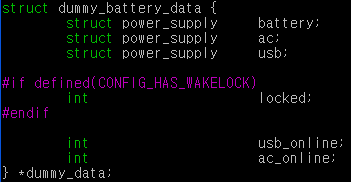 struct dummy_battery_data {
        struct power_supply     battery;
        struct power_supply     ac;
        struct power_supply     usb;
#if defined(CONFIG_HAS_WAKELOCK)
        int                     locked;
#endif
        int                     usb_online;
        int                     ac_online;
} *dummy_data;